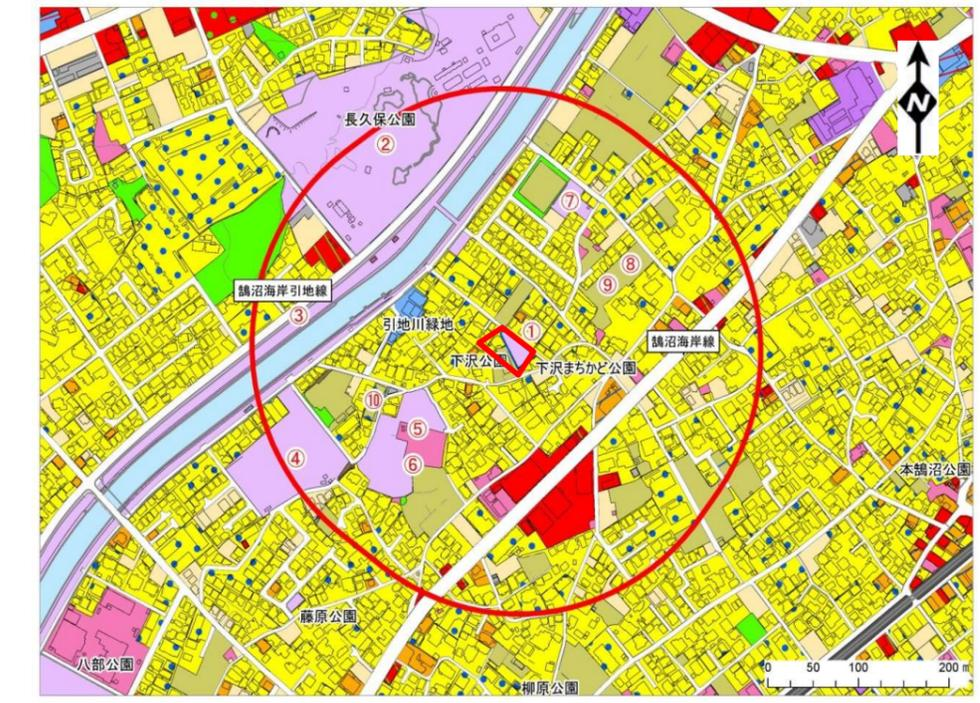 N
長久保公園
②
⑦
⑧
⑨
鵠沼海岸引地線
③
引地川緑地
①
鵠沼海岸線
下沢公園
下沢まちかど公園
⑩
⑤
④
⑥
本鵠沼公園
藤原公園
八部公園
柳原公園
0 50 100 200 m